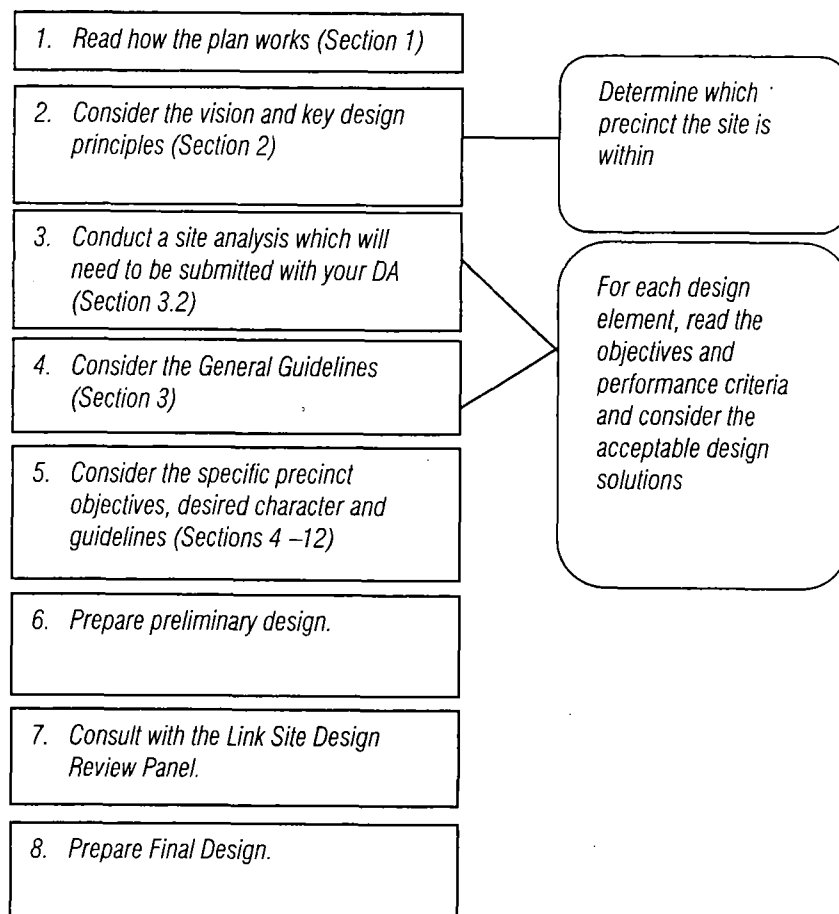 1. Read how the plan works (Section 1)
2. Consider the vision and key design
principles (Section 2)
Determine which
precinct the site is
within
3. Conduct a site analysis which will
need to be submitted with your DA
(Section 3.2)
4. Consider the General Guidelines
(Section 3)
For each design
element, read the
objectives and
performance criteria
and consider the
acceptable design
solutions
5. Consider the specific precinct
objectives, desired character and
guidelines (Sections 4 –12)
6. Prepare preliminary design.
7. Consult with the Link Site Design
Review Panel.
8. Prepare Final Design.